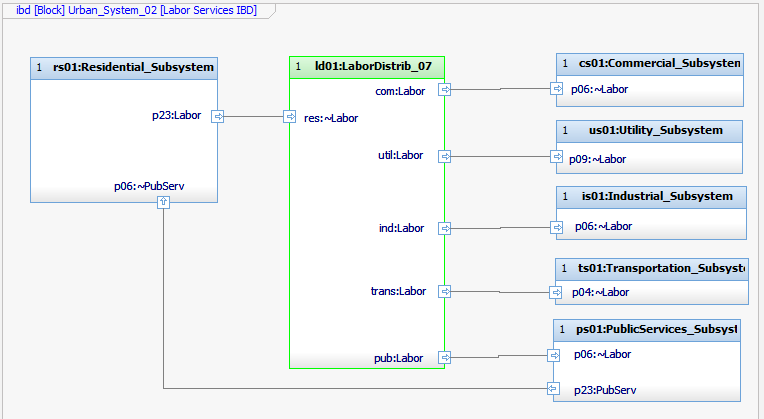 ibd [Block] Urban_System_02 [Labor Services IBD]
1 rs01:Residential_Subsystem
p23:Labor
p06:~PubServ
1 ld01:LaborDistrib_07
com:Labor
res:~Labor
util:Labor
ind:Labor
trans:Labor
pub:Labor
1 cs01:Commercial_Subsystem
p06:~Labor
1 us01:Utility_Subsystem
p09:~Labor
1 is01:Industrial_Subsystem
p06:~Labor
1 ts01:Transportation_Subsyst
p04:~Labor
1 ps01:PublicServices_Subsyst
p06:~Labor
p23:PubServ